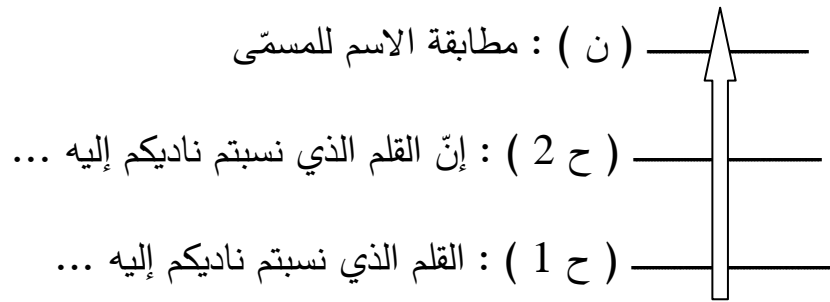 ( ن ) : مطابقة الاسم للمسمّى
( ح 2 ) : إنّ القلم الذي نسبتم ناديكم إليه ...
( ح 1 ) : القلم الذي نسبتم ناديكم إليه ...